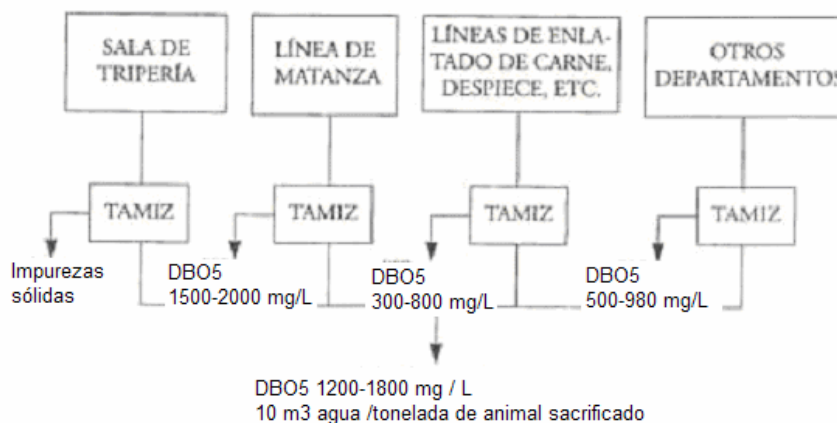 SALA DE
TRIPERÍA
LÍNEA DE
MATANZA
LÍNEAS DE ENLA-
TADO DE CARNE,
DESPIECE, ETC.
OTROS
DEPARTAMENTOS
TAMIZ
TAMIZ
TAMIZ
TAMIZ
Impurezas
sólidas
DBO5
1500-2000 mg/L
DBO5
300-800 mg/L
DBO5
500-980 mg/L
DBO5 1200-1800 mg / L
10 m3 agua /tonelada de animal sacrificado